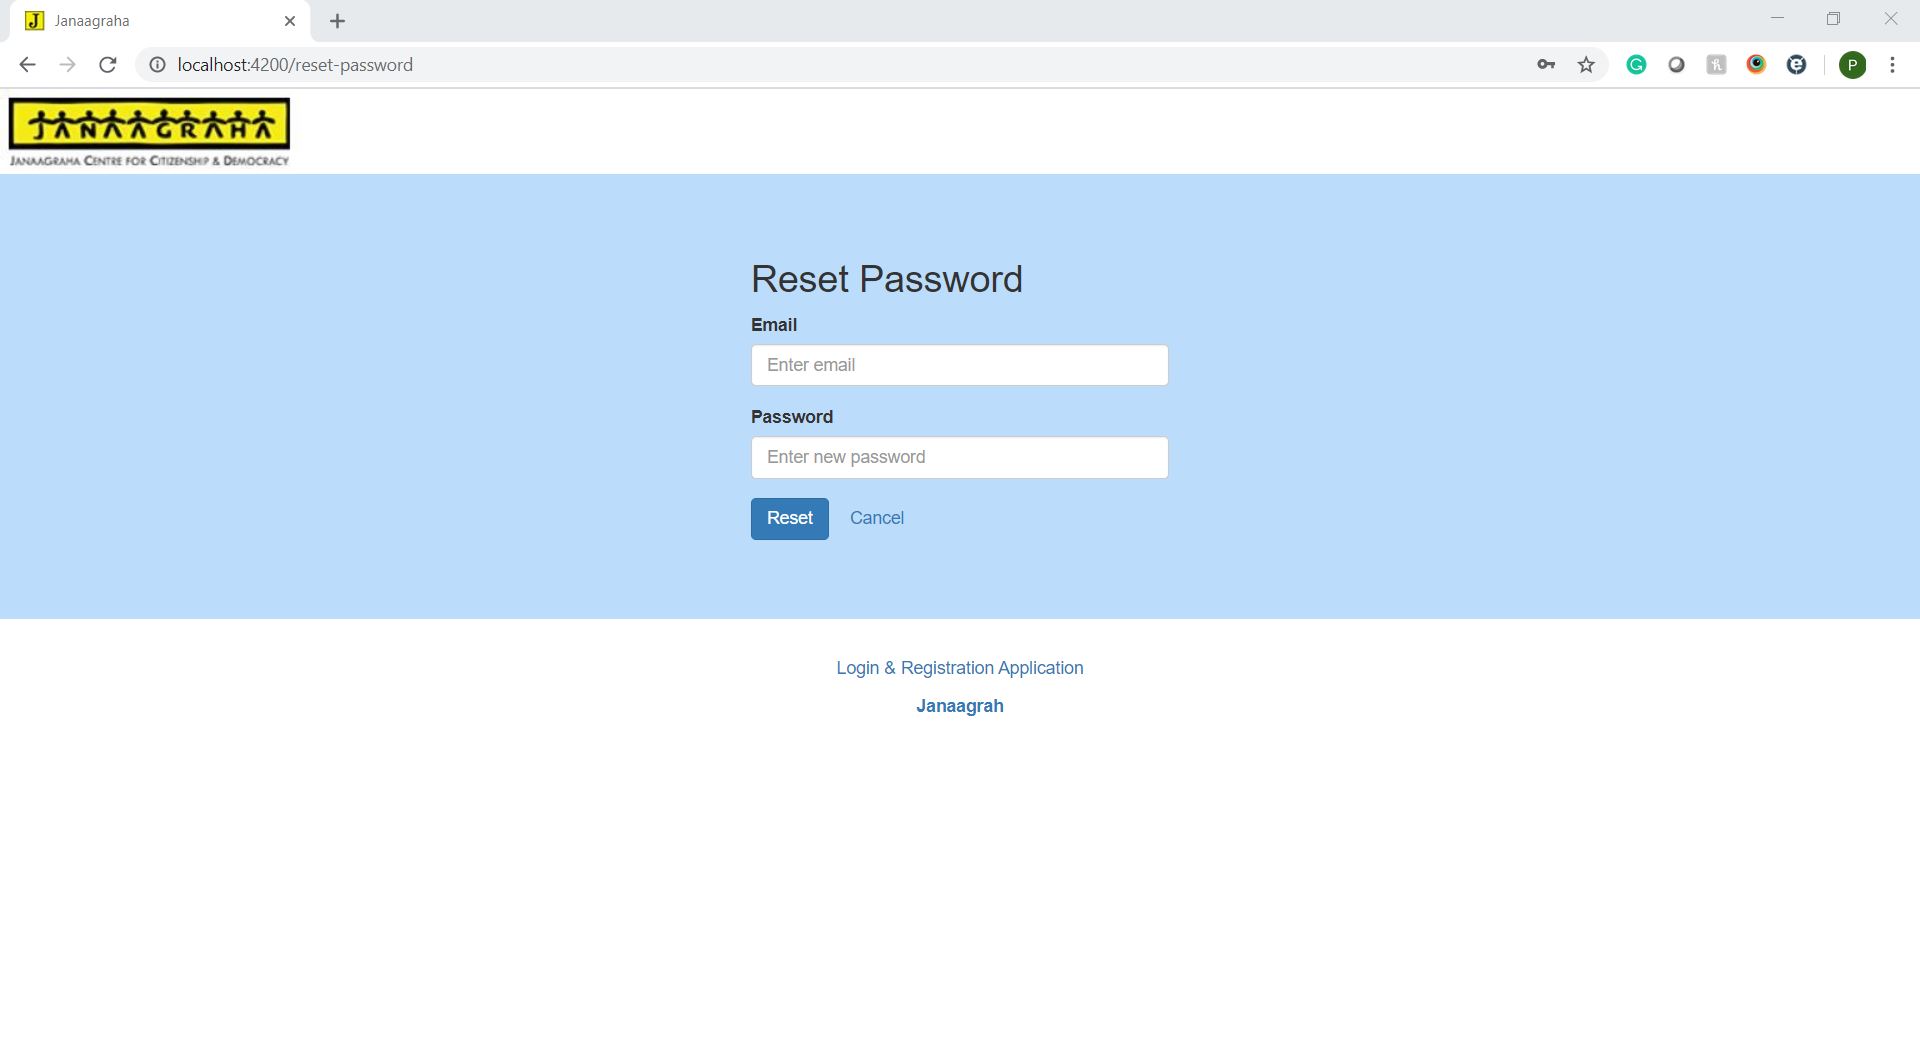 Janaagraha
localhost:4200/reset-password
P
JANAAGRAHA
JANAAGRAHA CENTRE FOR CITIZENSHIP & DEMOCRACY
Reset Password
Email
Enter email
Password
Enter new password
Reset Cancel
Login & Registration Application
Janaagrah